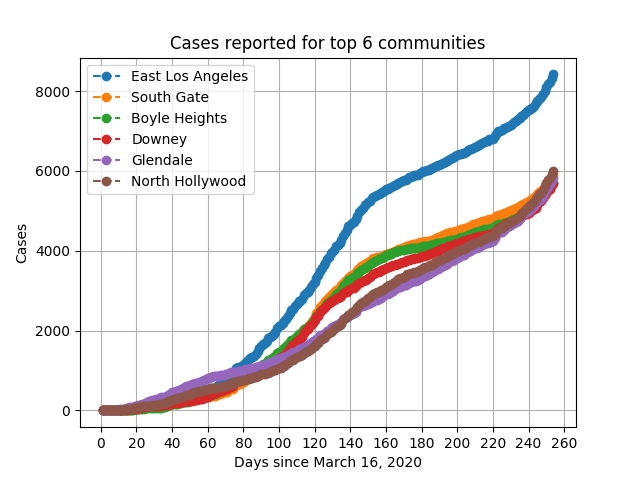 Cases reported for top 6 communities
East Los Angeles
South Gate
Boyle Heights
Downey
Glendale
North Hollywood
8000
6000
4000
2000
0
Cases
0 20 40 60 80 100 120 140 160 180 200 220 240 260
Days since March 16, 2020